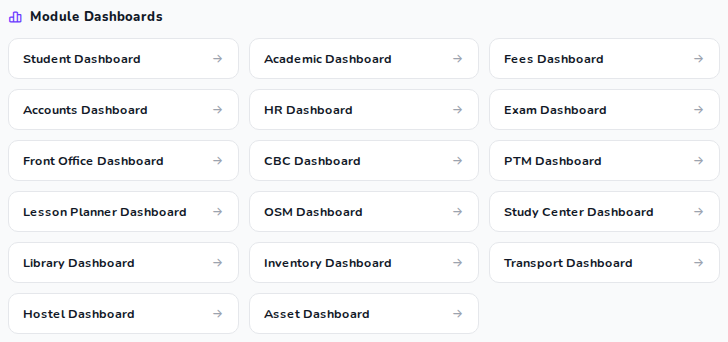 Module Dashboards
Student Dashboard
Academic Dashboard
Fees Dashboard
Accounts Dashboard
HR Dashboard
Exam Dashboard
Front Office Dashboard
CBC Dashboard
PTM Dashboard
Lesson Planner Dashboard
OSM Dashboard
Study Center Dashboard
Library Dashboard
Inventory Dashboard
Transport Dashboard
Hostel Dashboard
Asset Dashboard